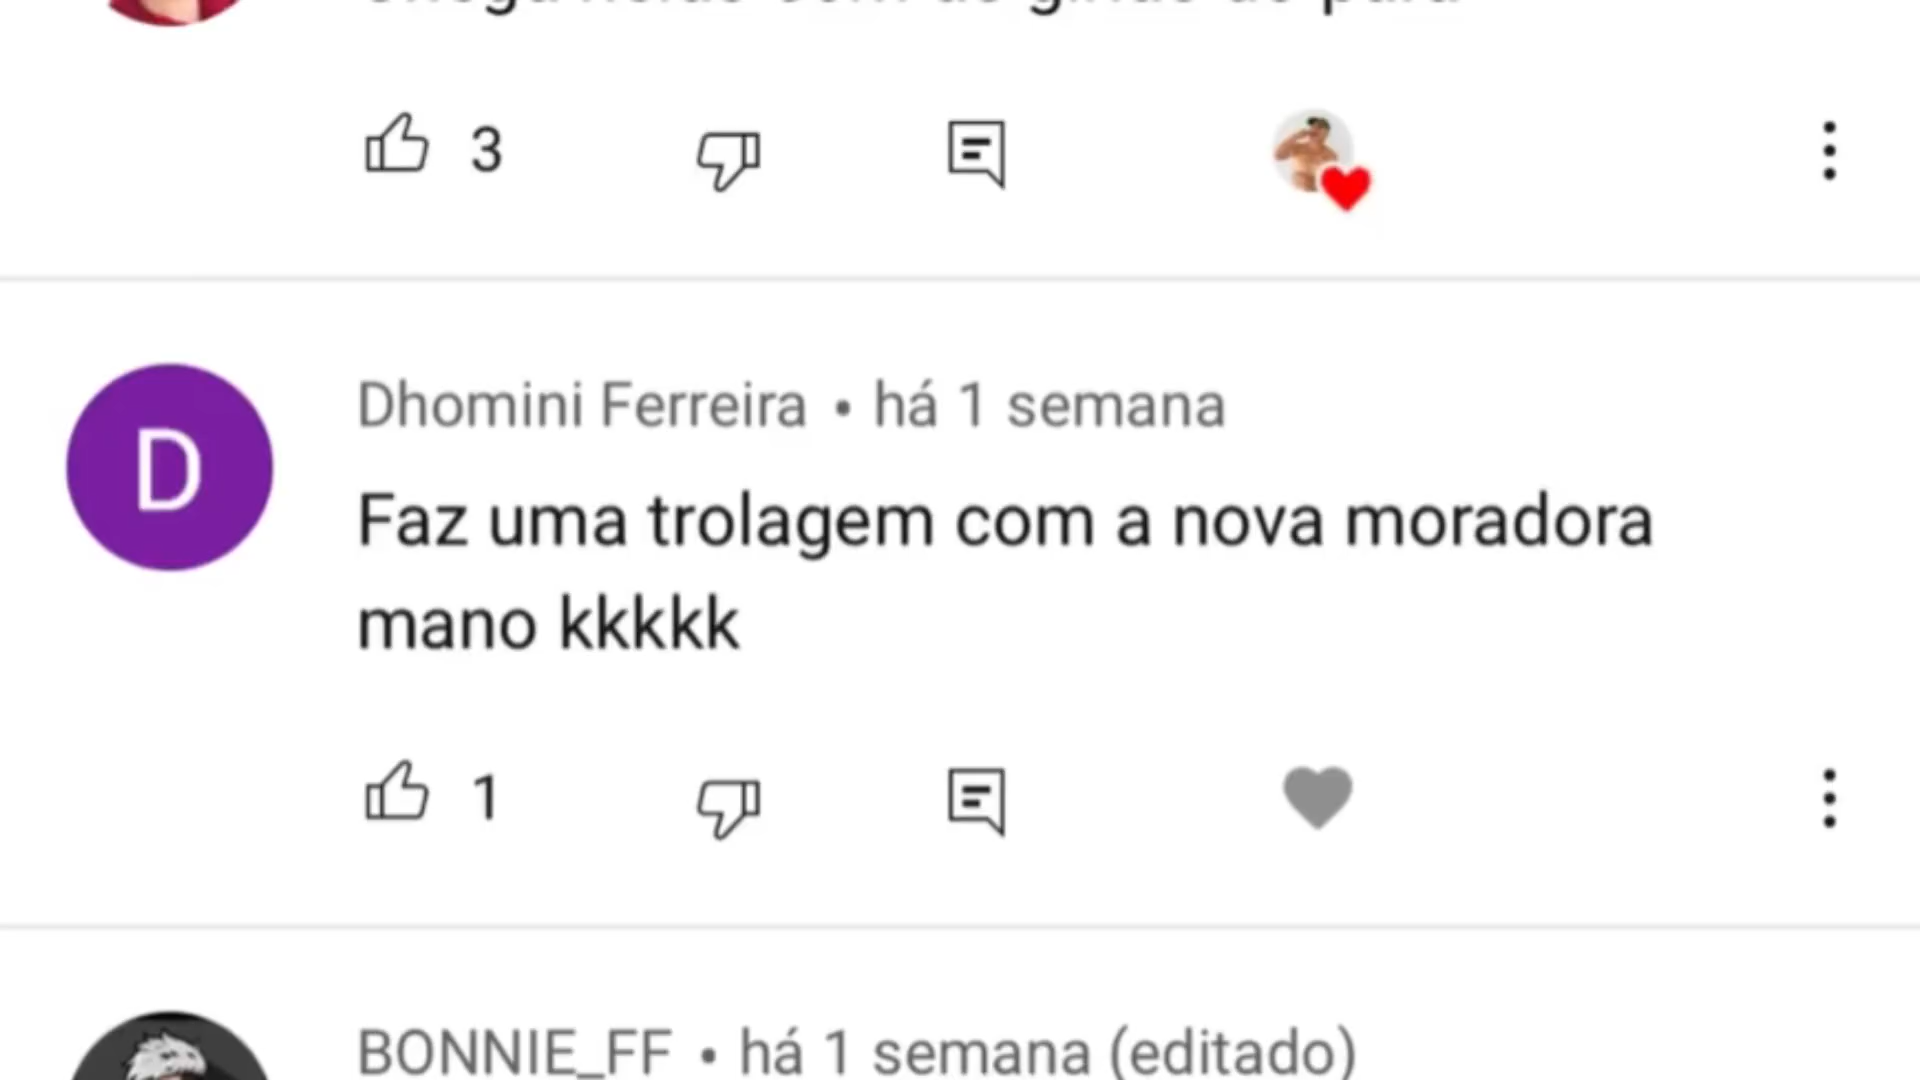 3
D
Dhomini Ferreira • há 1 semana
Faz uma trolagem com a nova moradora
mano kkkkk
1
BONNIE_FF • há 1 semana (editado)